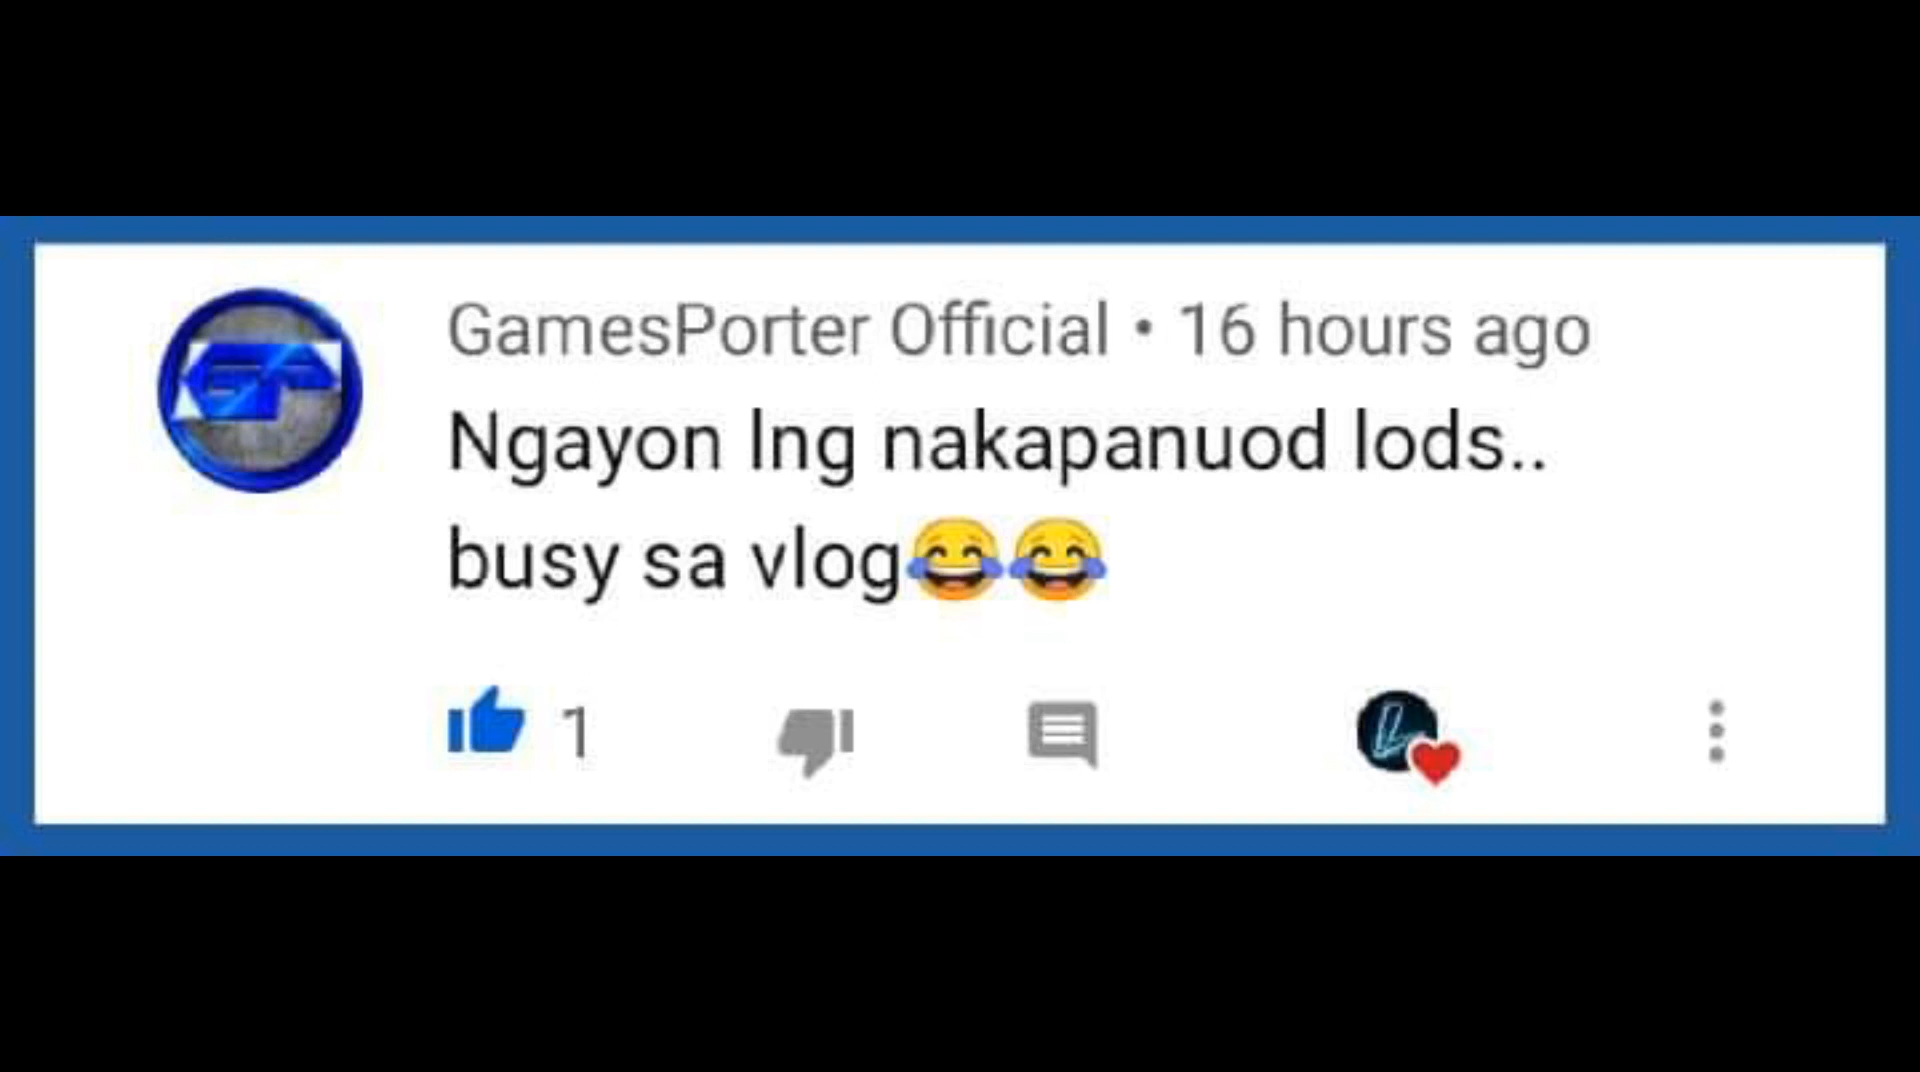 GamesPorter Official • 16 hours ago
Ngayon lng nakapanuod lods..
busy sa vlog😂😂
1